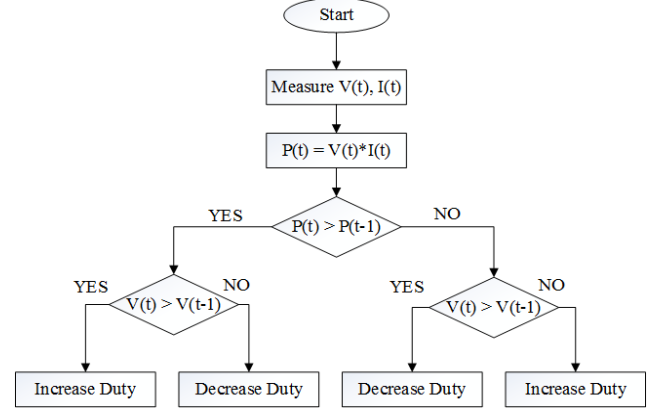 Start
Measure V(t), I(t)
P(t) = V(t)*I(t)
YES
P(t) > P(t-1)
NO
YES
V(t) > V(t-1)
NO
YES
V(t) > V(t-1)
NO
Increase Duty
Decrease Duty
Decrease Duty
Increase Duty